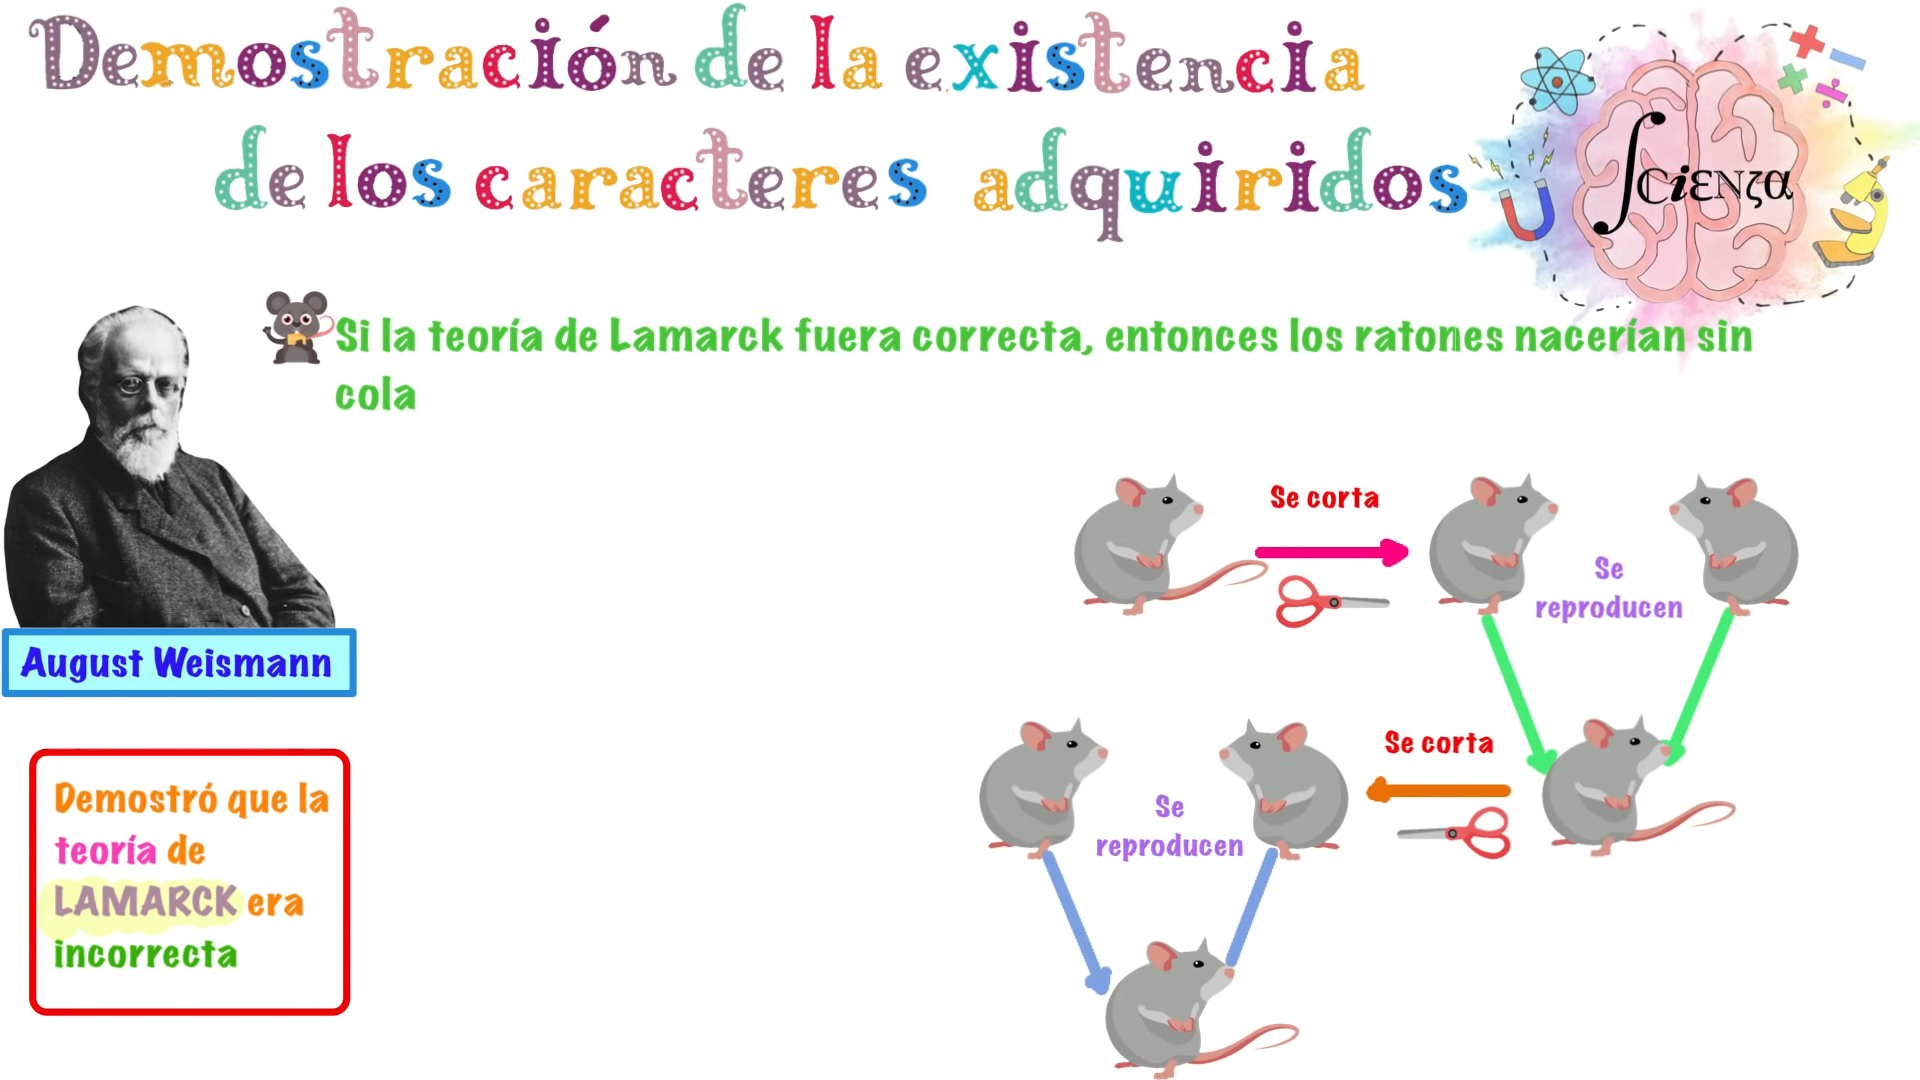 Demostración de la existencia
de los caracteres adquiridos
SCIENZA
Si la teoría de Lamarck fuera correcta, entonces los ratones nacerían sin
cola
Se corta
Se
reproducen
August Weismann
Se corta
Se
reproducen
Demostró que la
teoría de
LAMARCK era
incorrecta